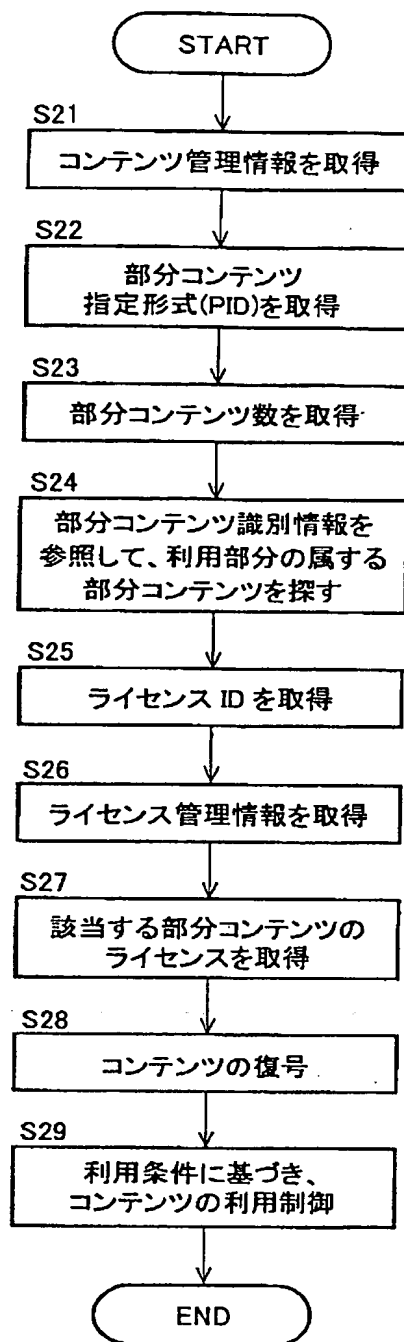 START
S21
コンテンツ管理情報を取得
S22
部分コンテンツ
指定形式(PID)を取得
S23
部分コンテンツ数を取得
S24
部分コンテンツ識別情報を
参照して、利用部分の属する
部分コンテンツを探す
S25
ライセンス ID を取得
S26
ライセンス管理情報を取得
S27
該当する部分コンテンツの
ライセンスを取得
S28
コンテンツの復号
S29
利用条件に基づき、
コンテンツの利用制御
END